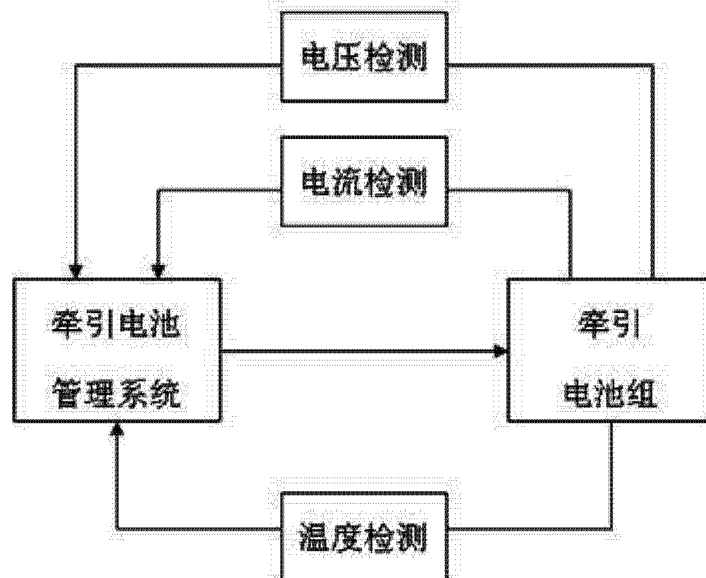 电压检测
电流检测
牵引电池
管理系统
牵引
电池组
温度检测